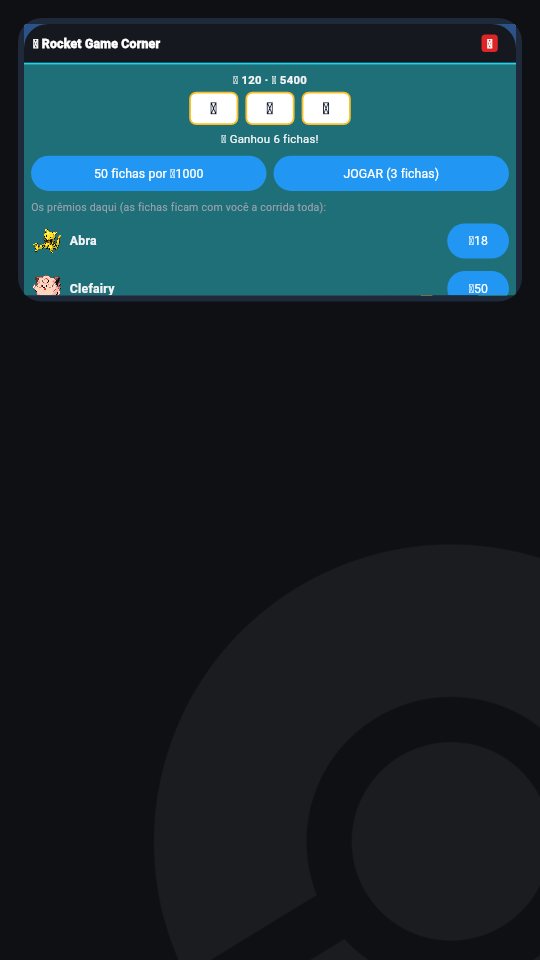 Rocket Game Corner
120 · 5400
Ganhou 6 fichas!
50 fichas por 1000
JOGAR (3 fichas)
Os prêmios daqui (as fichas ficam com você a corrida toda):
Abra
18
Clefairy
50